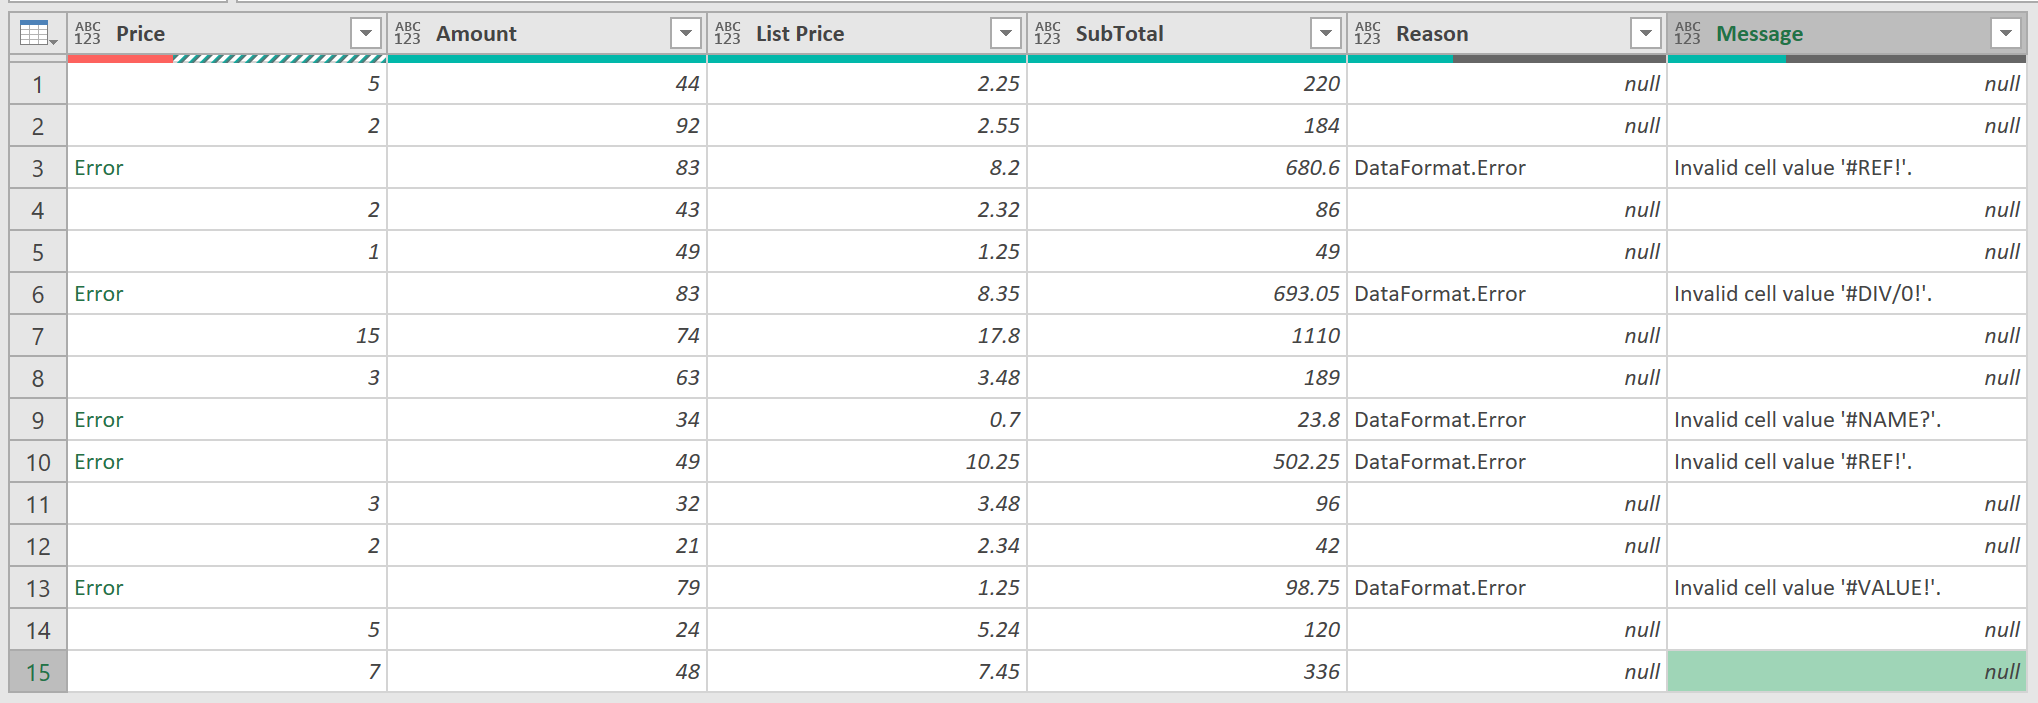 ABC 123 Price ABC 123 Amount ABC 123 List Price ABC 123 SubTotal ABC 123 Reason ABC 123 Message
1 5 44 2.25 220 null null
2 2 92 2.55 184 null null
3 Error 83 8.2 680.6 DataFormat.Error Invalid cell value '#REF!'.
4 2 43 2.32 86 null null
5 1 49 1.25 49 null null
6 Error 83 8.35 693.05 DataFormat.Error Invalid cell value '#DIV/0!'.
7 15 74 17.8 1110 null null
8 3 63 3.48 189 null null
9 Error 34 0.7 23.8 DataFormat.Error Invalid cell value '#NAME?'.
10 Error 49 10.25 502.25 DataFormat.Error Invalid cell value '#REF!'.
11 3 32 3.48 96 null null
12 2 21 2.34 42 null null
13 Error 79 1.25 98.75 DataFormat.Error Invalid cell value '#VALUE!'.
14 5 24 5.24 120 null null
15 7 48 7.45 336 null null